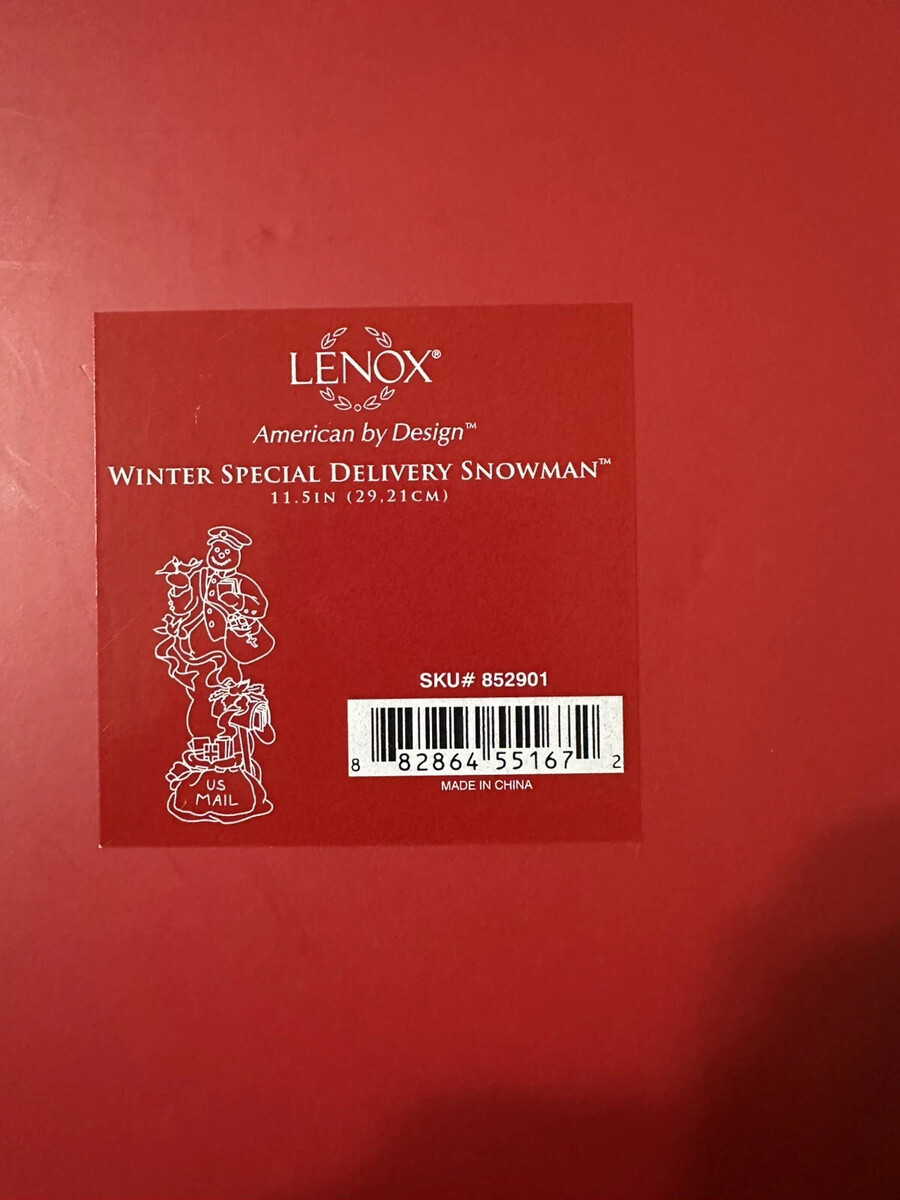 LENOX®
American by Design™
WINTER SPECIAL DELIVERY SNOWMAN™
11.5IN (29,21CM)
US
MAIL
SKU# 852901
8 82864 55167 2
MADE IN CHINA